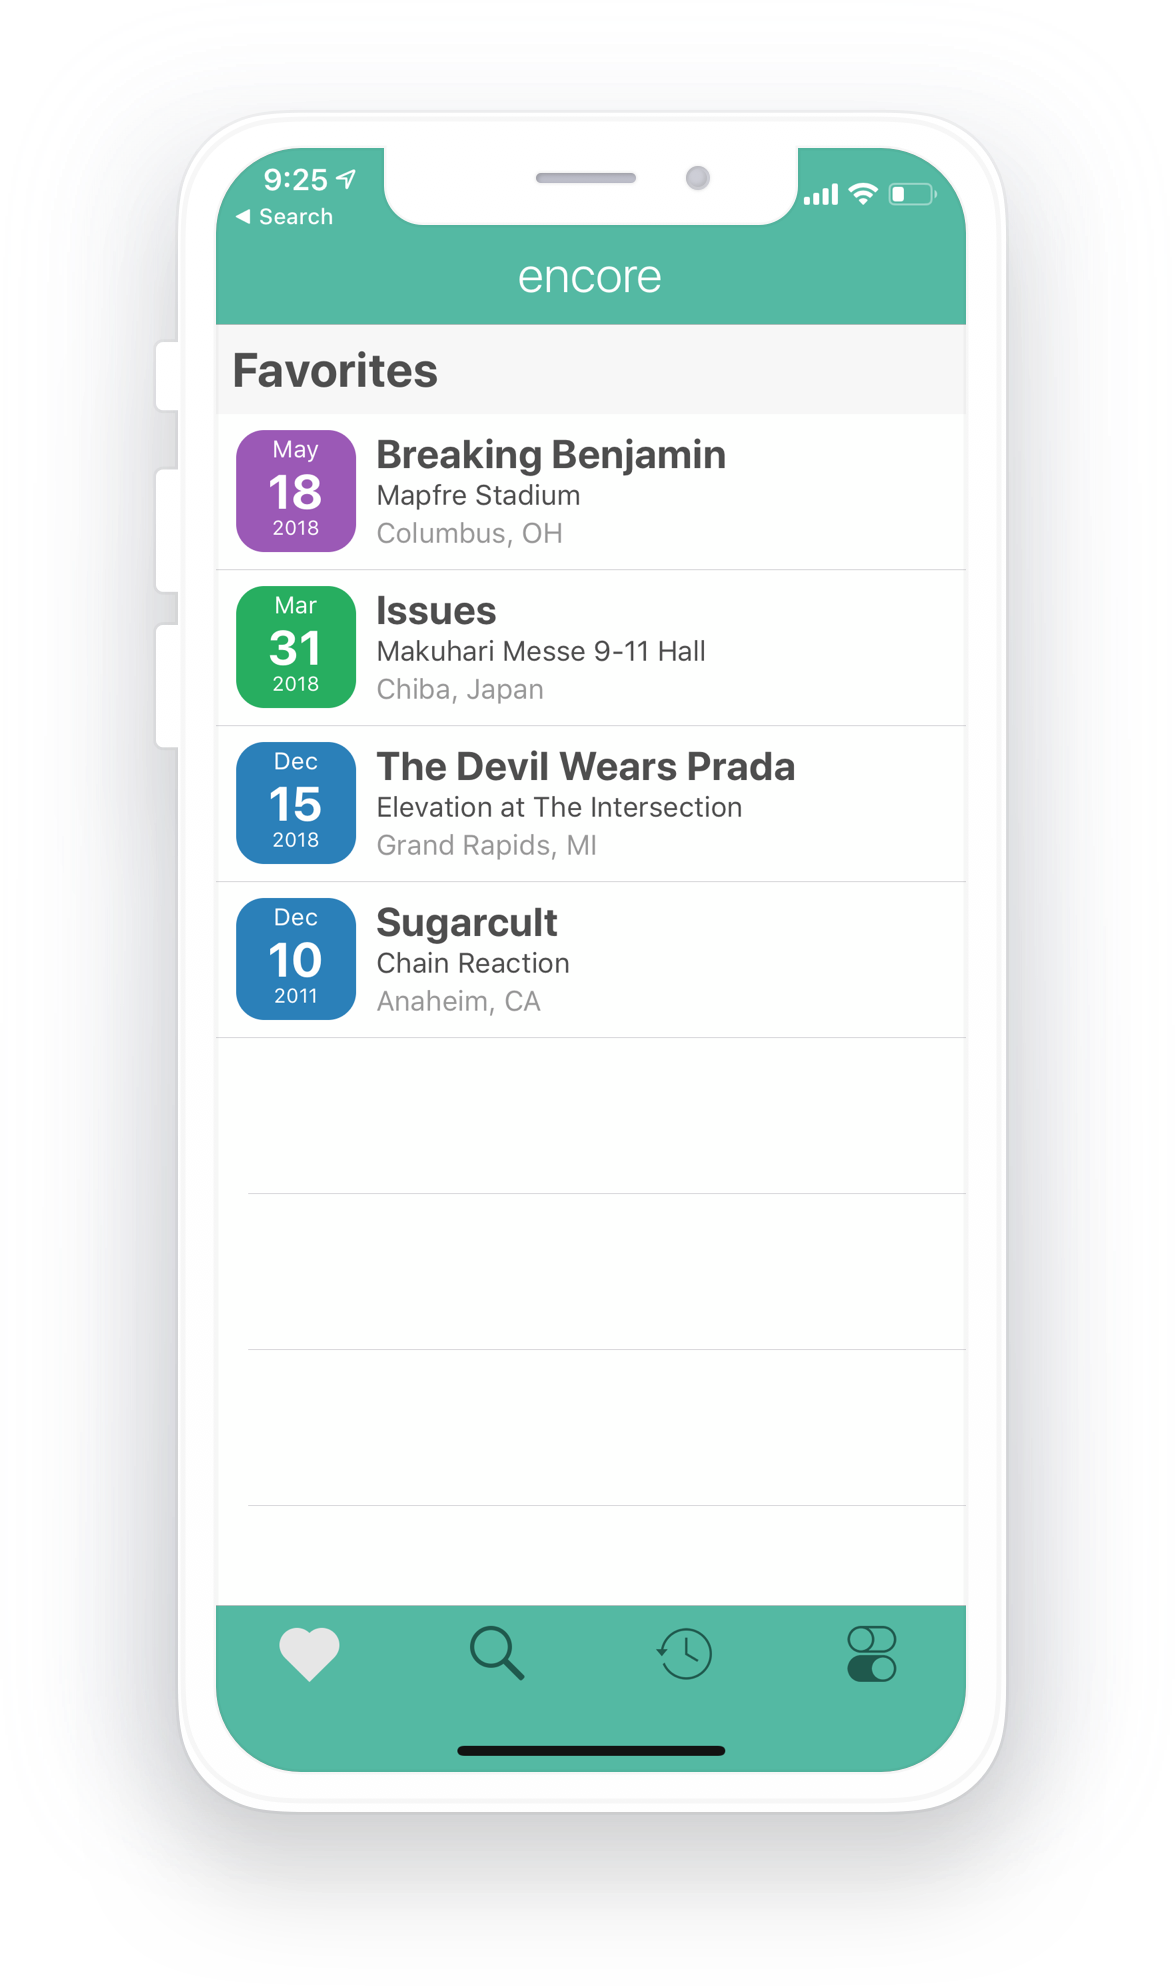 9:25
◀ Search
encore
Favorites
May
18
2018
Breaking Benjamin
Mapfre Stadium
Columbus, OH
Mar
31
2018
Issues
Makuhari Messe 9-11 Hall
Chiba, Japan
Dec
15
2018
The Devil Wears Prada
Elevation at The Intersection
Grand Rapids, MI
Dec
10
2011
Sugarcult
Chain Reaction
Anaheim, CA